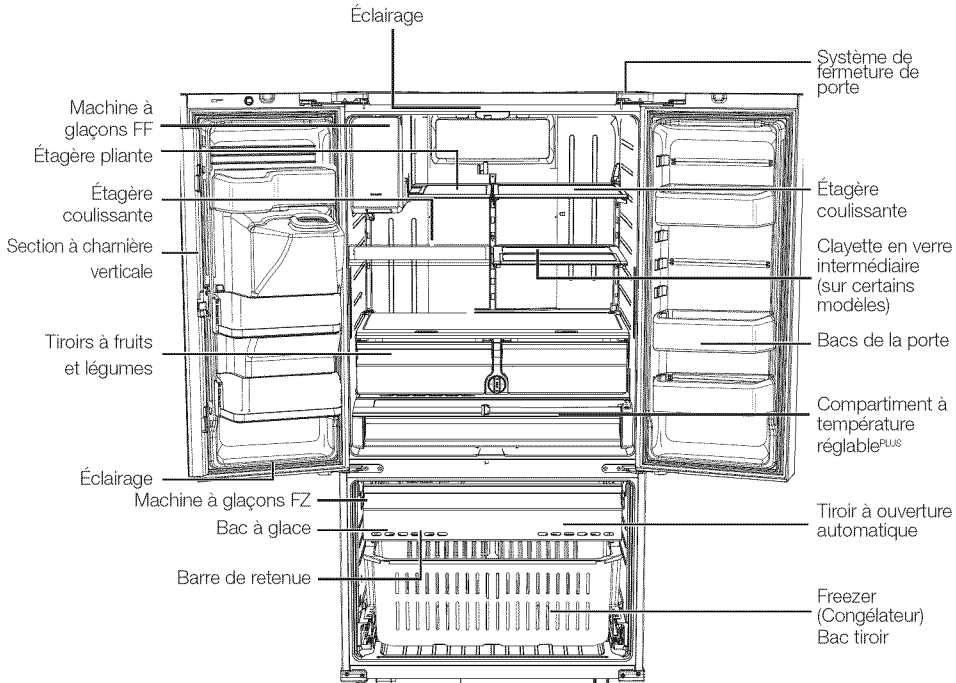 Éclairage
Système de
fermeture de
porte
Machine à
glaçons FF
Étagère pliante
Étagère
coulissante
Section à charnière
verticale
Tiroirs à fruits
et légumes
Éclairage
Machine à glaçons FZ
Bac à glace
Barre de retenue
Étagère
coulissante
Clayette en verre
intermédiaire
(sur certains
modèles)
Bacs de la porte
Compartiment à
température
réglablePLUS
Tiroir à ouverture
automatique
Freezer
(Congélateur)
Bac tiroir